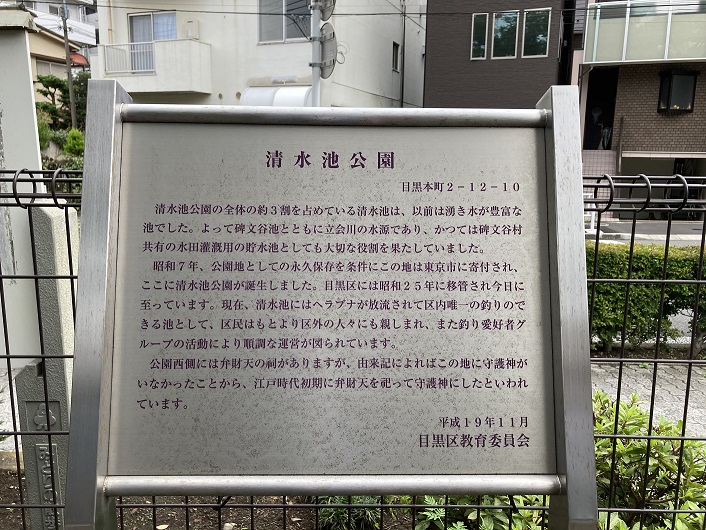 清水池公園
目黒本町2-12-10
清水池公園の全体の約3割を占めている清水池は、以前は湧き水が豊富な
池でした。よって碑文谷池とともに立会川の水源であり、かつては碑文谷村
共有の水田灌漑用の貯水池としても大切な役割を果たしていました。
昭和7年、公園地としての永久保存を条件にこの地は東京市に寄付され、
ここに清水池公園が誕生しました。目黒区には昭和25年に移管され今日に
至っています。現在、清水池にはヘラブナが放流されて区内唯一の釣りので
きる池として、区民はもとより区外の人々にも親しまれ、また釣り愛好者グ
ループの活動により順調な運営が図られています。
公園西側には弁財天の祠がありますが、由来記によればこの地に守護神が
いなかったことから、江戸時代初期に弁財天を祀って守護神にしたといわれ
ています。
平成19年11月
目黒区教育委員会